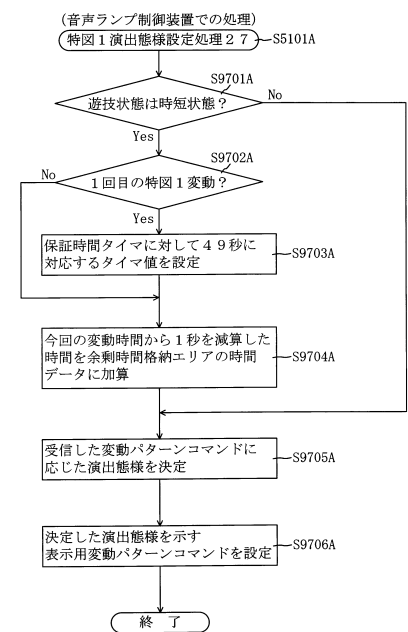 (音声ランプ制御装置での処理)
特図1演出態様設定処理27
S5101A
S9701A
遊技状態は時短状態?
No
Yes
S9702A
No
1回目の特図1変動?
Yes
保証時間タイマに対して49秒に
対応するタイマ値を設定
S9703A
今回の変動時間から1秒を減算した
時間を余剰時間格納エリアの時間
データに加算
S9704A
受信した変動パターンコマンドに
応じた演出態様を決定
S9705A
決定した演出態様を示す
表示用変動パターンコマンドを設定
S9706A
終 了